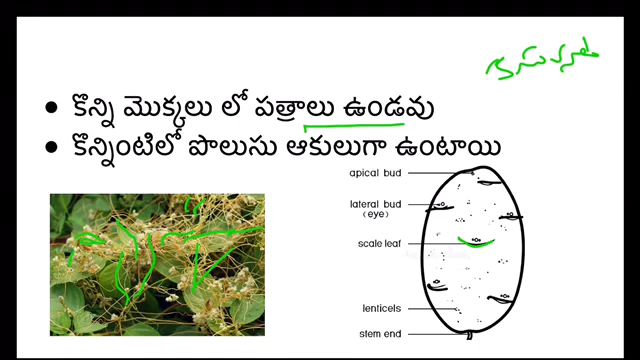 • కొన్ని మొక్కలు లో పత్రాలు ఉండవు
• కొన్నింటిలో పొలుసు ఆకులుగా ఉంటాయి
apical bud
lateral bud
(eye)
scale leaf
lenticels
stem end